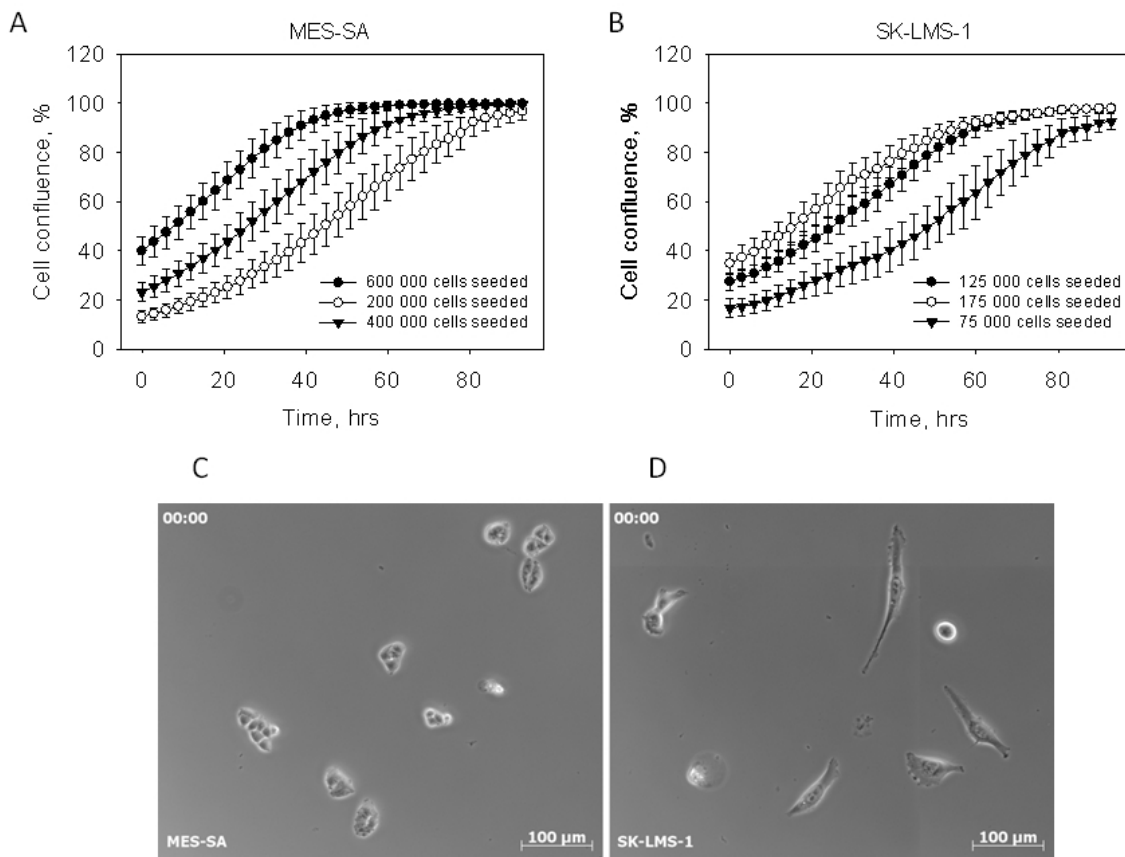 A
MES-SA
120
100
80
60
40
20
0
Cell confluence, %
600 000 cells seeded
200 000 cells seeded
400 000 cells seeded
0 20 40 60 80
Time, hrs
B
SK-LMS-1
120
100
80
60
40
20
0
Cell confluence, %
125 000 cells seeded
175 000 cells seeded
75 000 cells seeded
0 20 40 60 80
Time, hrs
C
00:00
MES-SA
100 µm
D
00:00
SK-LMS-1
100 µm